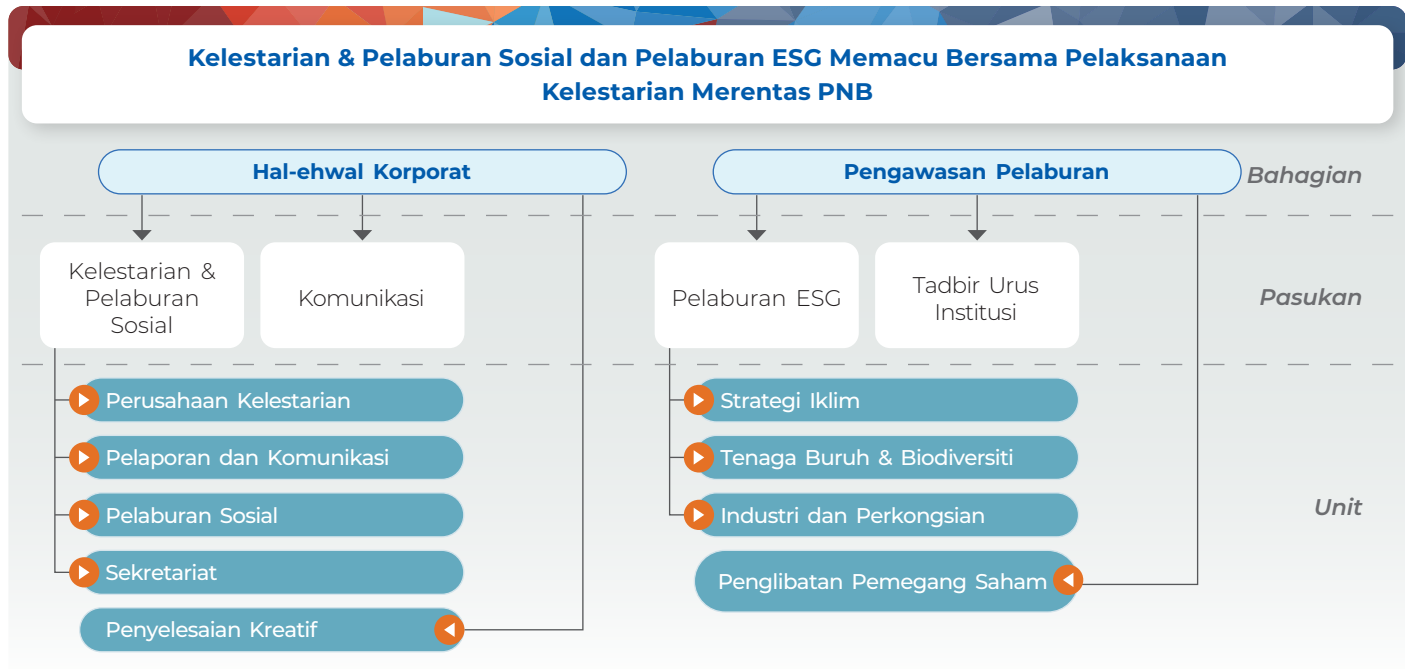 Kelestarian & Pelaburan Sosial dan Pelaburan ESG Memacu Bersama Pelaksanaan
Kelestarian Merentas PNB
Hal-ehwal Korporat
Pengawasan Pelaburan
Bahagian
Kelestarian &
Pelaburan
Sosial
Komunikasi
Pelaburan ESG
Tadbir Urus
Institusi
Pasukan
Perusahaan Kelestarian
Pelaporan dan Komunikasi
Pelaburan Sosial
Sekretariat
Penyelesaian Kreatif
Strategi Iklim
Tenaga Buruh & Biodiversiti
Industri dan Perkongsian
Penglibatan Pemegang Saham
Unit